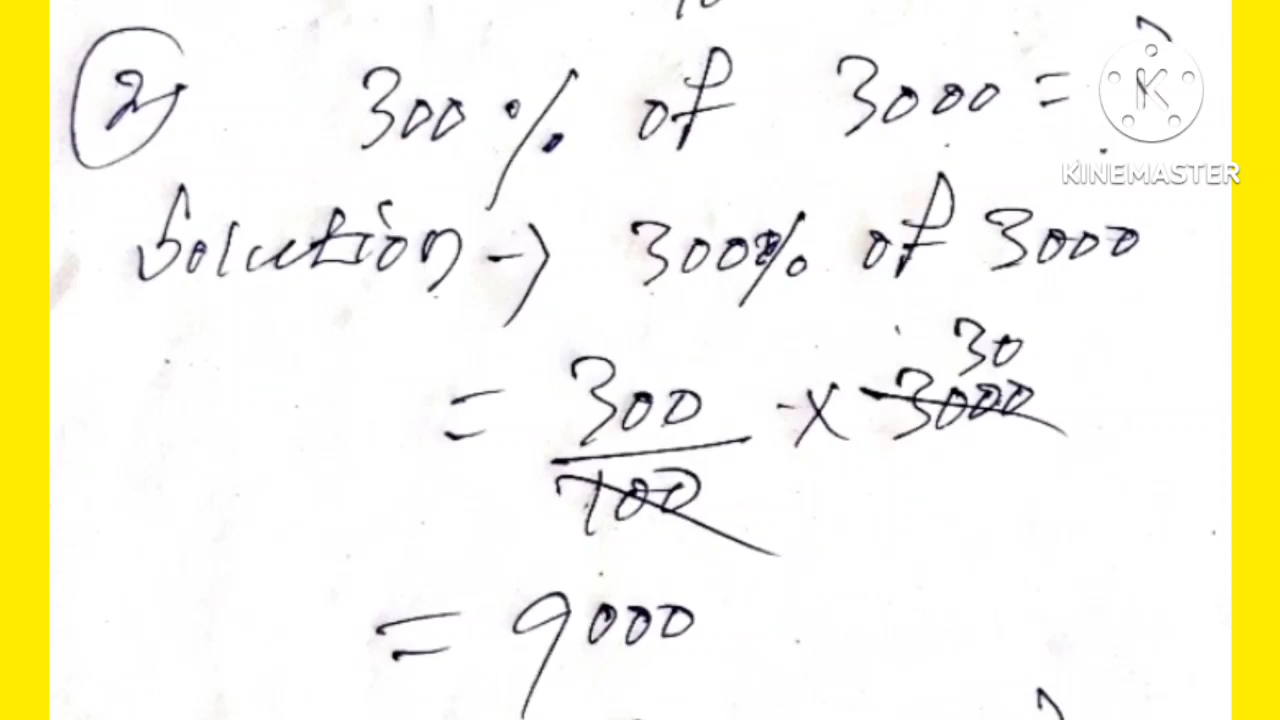 2) 300% of 3000 = ?
KINEMASTER
Solution → 300% of 3000
30
= 300/100 × 3000
= 9000